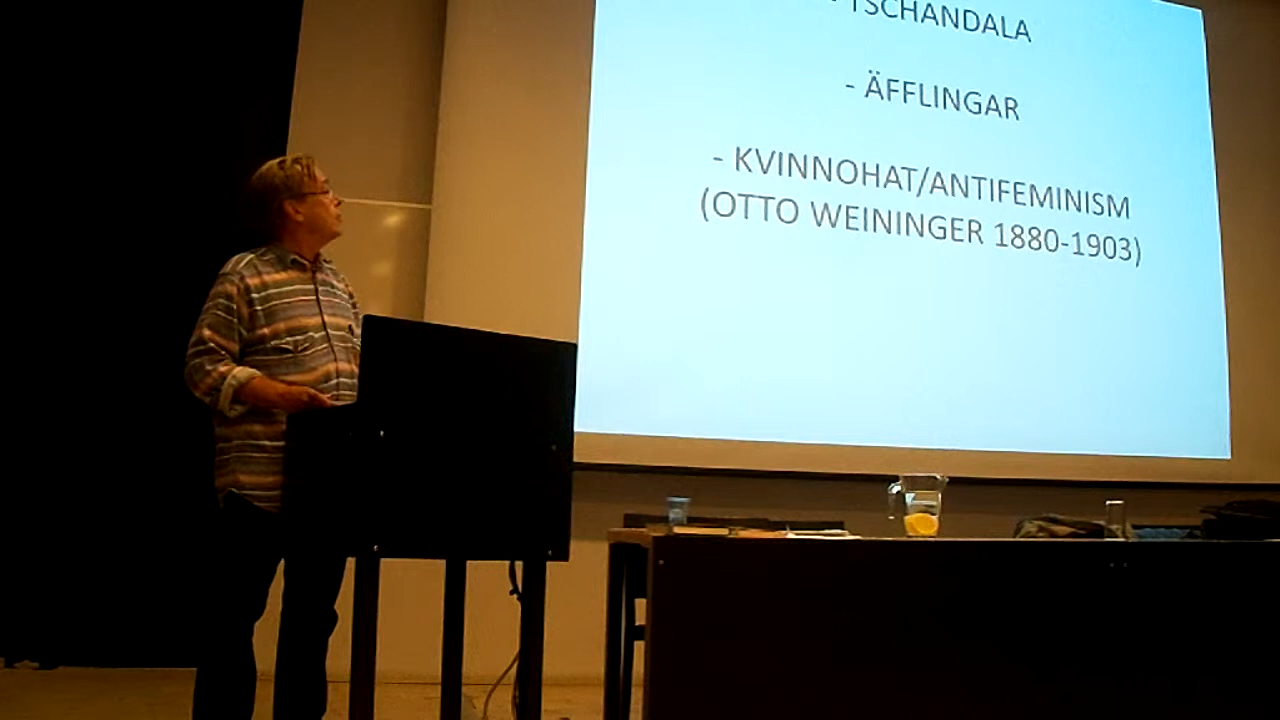 TSCHANDALA
- ÄFFLINGAR
- KVINNOHAT/ANTIFEMINISM
(OTTO WEININGER 1880-1903)